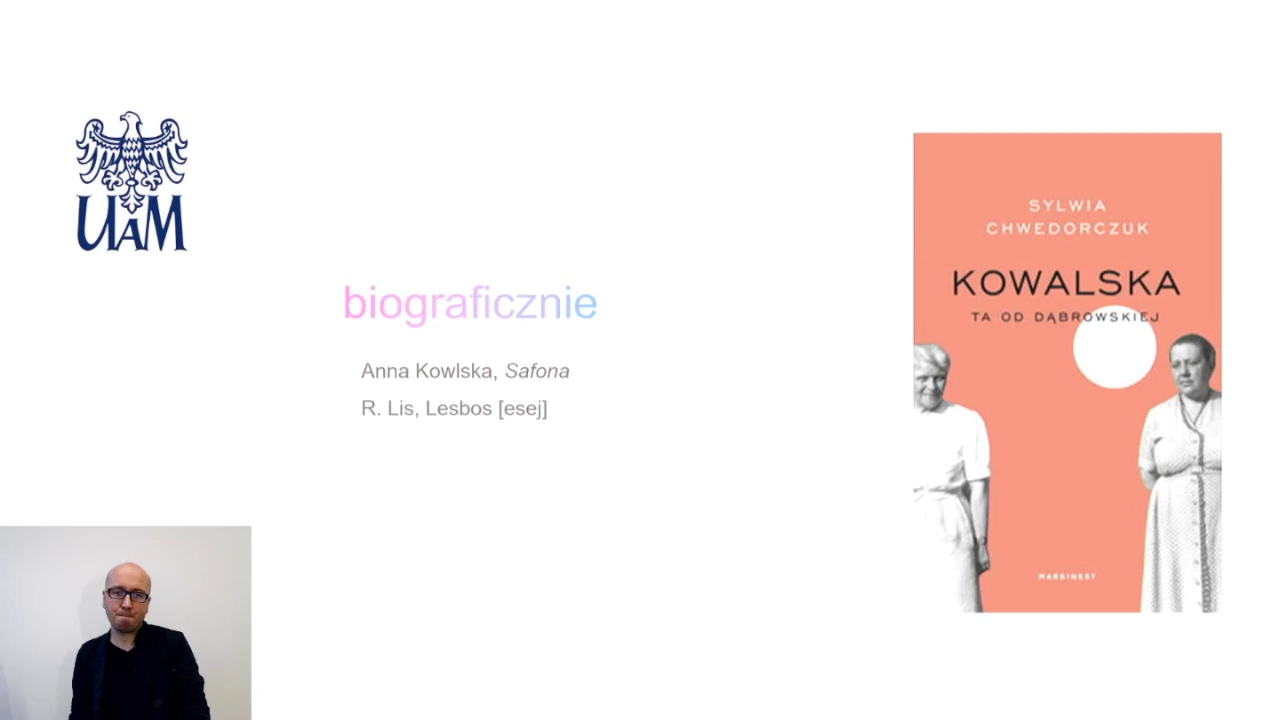 UAM
biograficznie
Anna Kowlska, Safona
R. Lis, Lesbos [esej]
SYLWIA
CHWEDORCZUK
KOWALSKA
TA OD DĄBROWSKIEJ
MARGINESY